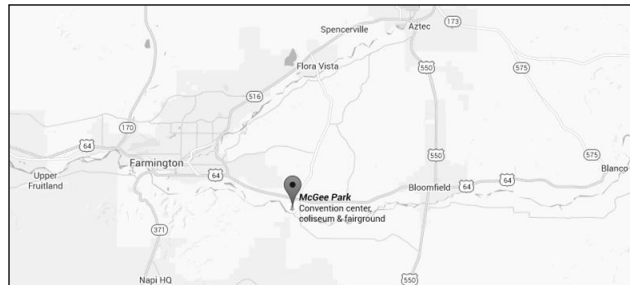 Spencerville
Aztec
173
Flora Vista
550
575
516
170
64
550
Farmington
64
575
Upper
Fruitland
64
Blanco
McGee Park
Bloomfield
64
Convention center,
coliseum & fairground
371
Napi HQ
550